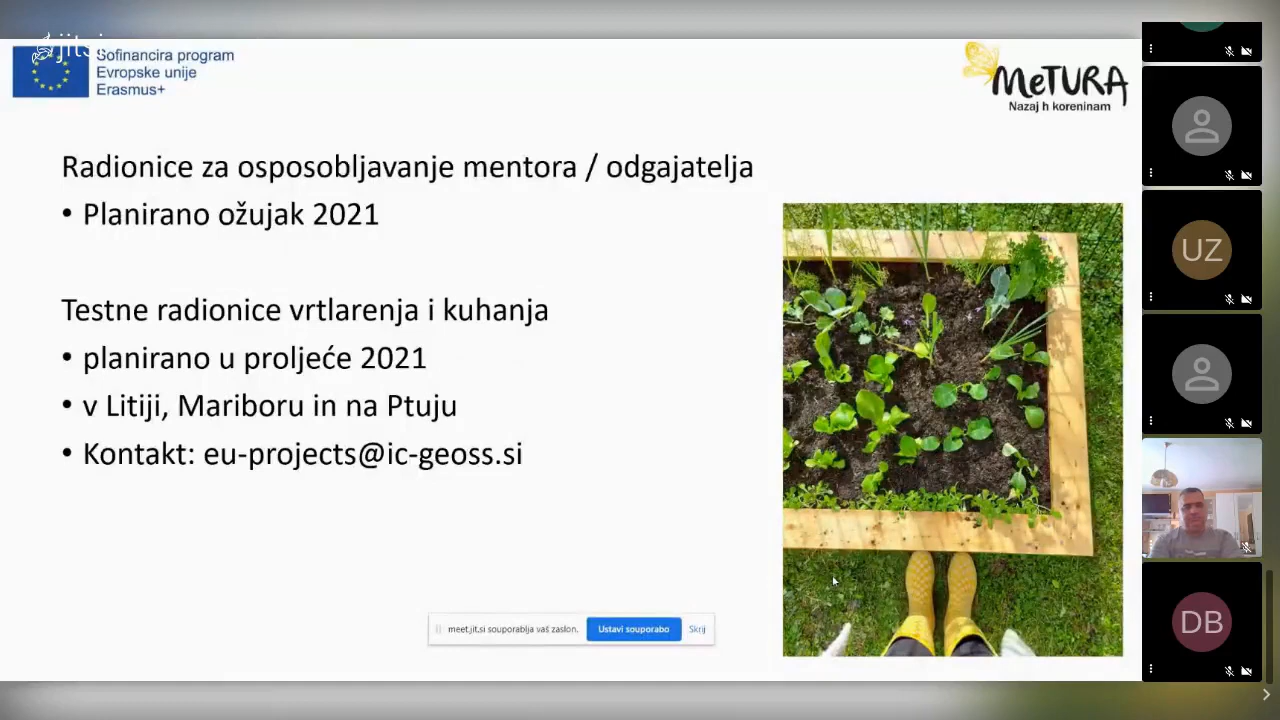 jitsi
Sofinancira program
Evropske unije
Erasmus+
MeTURA
Nazaj h koreninam
Radionice za osposobljavanje mentora / odgajatelja
• Planirano ožujak 2021
Testne radionice vrtlarenja i kuhanja
• planirano u proljeće 2021
• v Litiji, Mariboru in na Ptuju
• Kontakt: eu-projects@ic-geoss.si
meet.jit.si souporablja vaš zaslon.
Ustavi souporabo
Skrij
UZ
DB